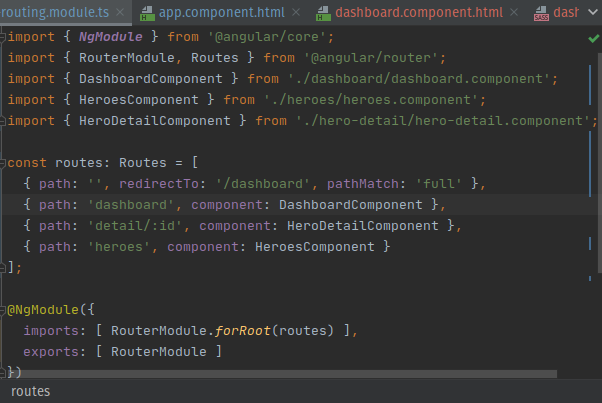 -routing.module.ts × app.component.html × dashboard.component.html × dash
import { NgModule } from '@angular/core';
import { RouterModule, Routes } from '@angular/router';
import { DashboardComponent } from './dashboard/dashboard.component';
import { HeroesComponent } from './heroes/heroes.component';
import { HeroDetailComponent } from './hero-detail/hero-detail.component';
const routes: Routes = [
{ path: '', redirectTo: '/dashboard', pathMatch: 'full' },
{ path: 'dashboard', component: DashboardComponent },
{ path: 'detail/:id', component: HeroDetailComponent },
{ path: 'heroes', component: HeroesComponent }
];
@NgModule({
imports: [ RouterModule.forRoot(routes) ],
exports: [ RouterModule ]
})
routes